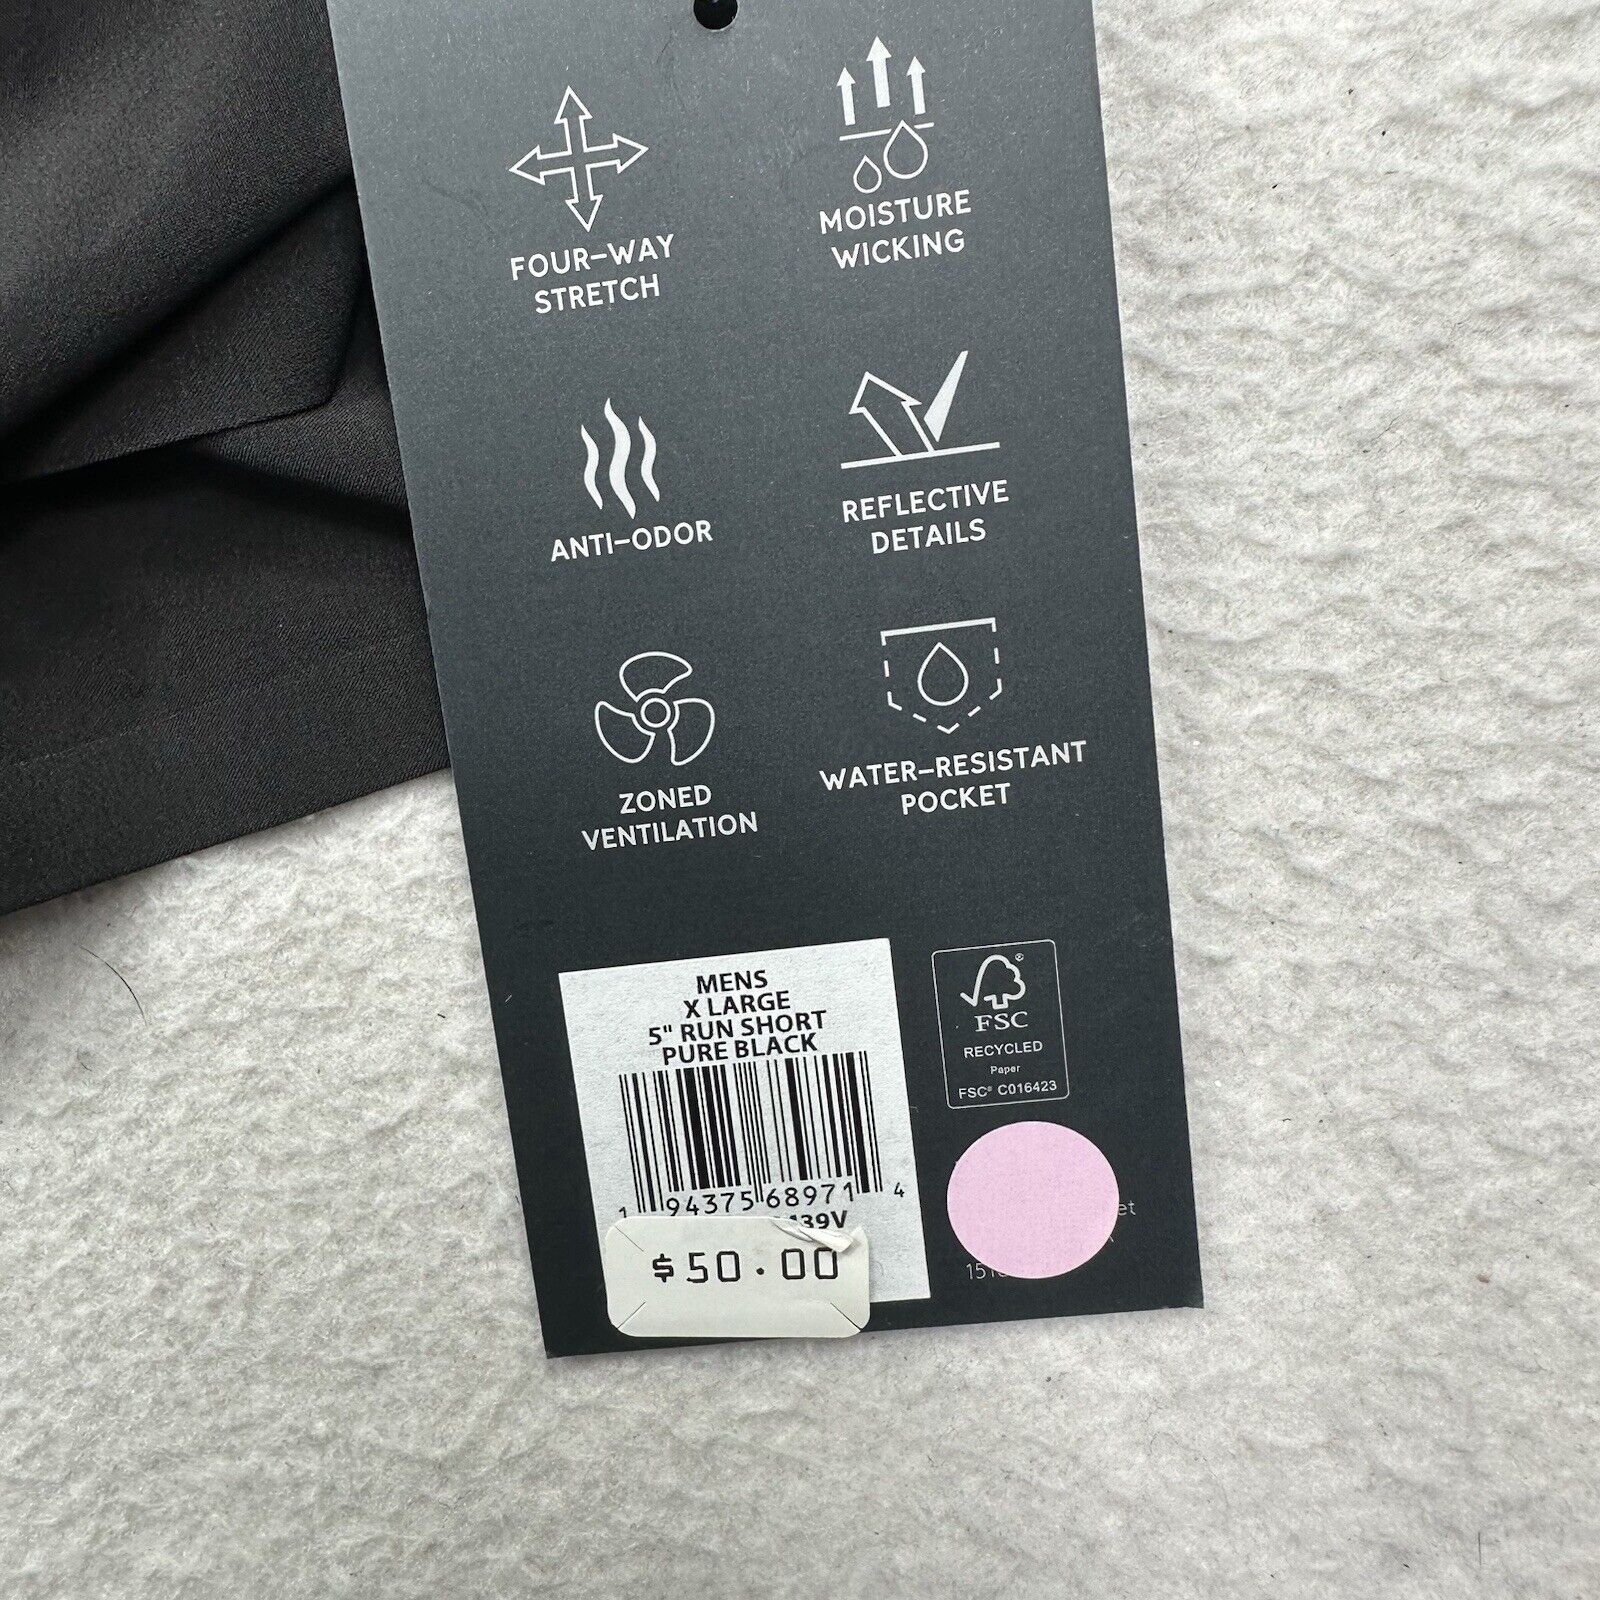 FOUR-WAY
STRETCH
MOISTURE
WICKING
ANTI-ODOR
REFLECTIVE
DETAILS
ZONED
VENTILATION
WATER-RESISTANT
POCKET
MENS
X LARGE
5" RUN SHORT
PURE BLACK
1 94375 68971 4
$50.00
FSC®
RECYCLED
Paper
FSC® C016423